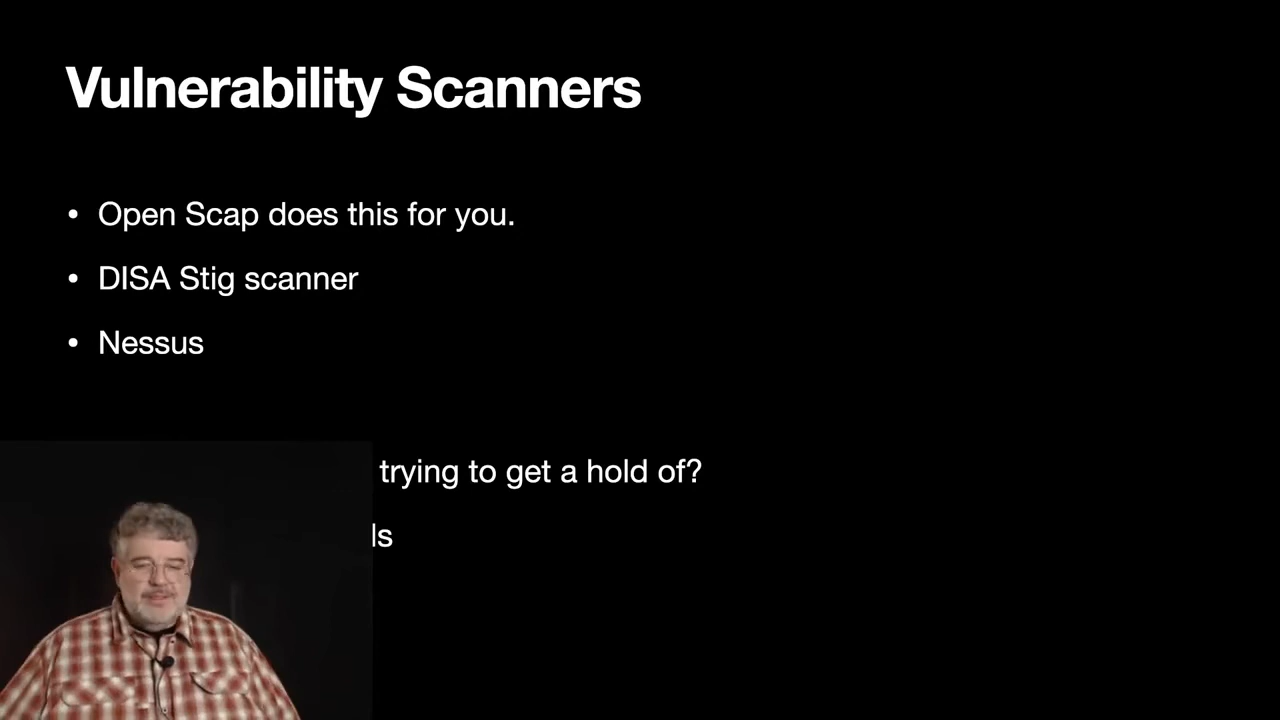 Vulnerability Scanners
• Open Scap does this for you.
• DISA Stig scanner
• Nessus
trying to get a hold of?
ls